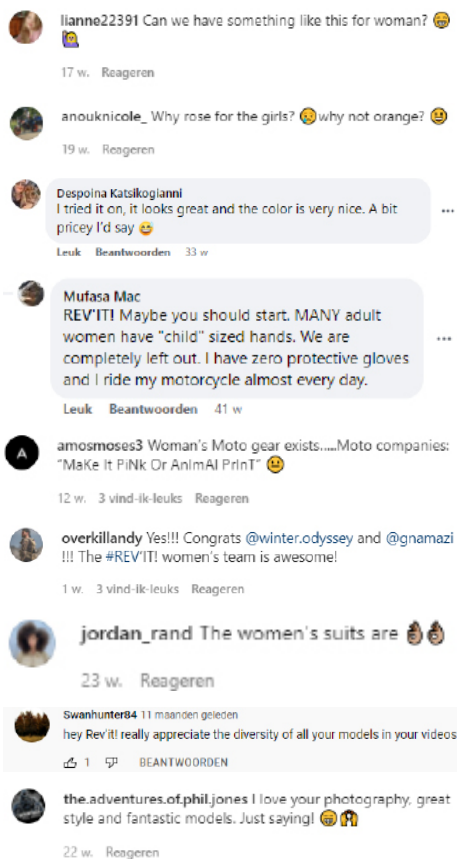 lianne22391 Can we have something like this for woman? 😁
🙋
17 w. Reageren
anouknicole_ Why rose for the girls? 😥 why not orange? 😃
19 w. Reageren
Despoina Katsikogianni
I tried it on, it looks great and the color is very nice. A bit
pricey I'd say 😅
Leuk Beantwoorden 33 w
Mufasa Mac
REV'IT! Maybe you should start. MANY adult
women have "child" sized hands. We are
completely left out. I have zero protective gloves
and I ride my motorcycle almost every day.
Leuk Beantwoorden 41 w
A
amosmoses3 Woman's Moto gear exists.....Moto companies:
"MaKe It PiNk Or AnImAl PrInT" 😐
12 w. 3 vind-ik-leuks Reageren
overkillandy Yes!!! Congrats @winter.odyssey and @gnamazi
!!! The #REV'IT! women's team is awesome!
1 w. 3 vind-ik-leuks Reageren
jordan_rand The women's suits are 👌👌
23 w. Reageren
Swanhunter84 11 maanden geleden
hey Rev'it! really appreciate the diversity of all your models in your videos
1 BEANTWOORDEN
the.adventures.of.phil.jones I love your photography, great
style and fantastic models. Just saying! 😁🙈
22 w. Reageren